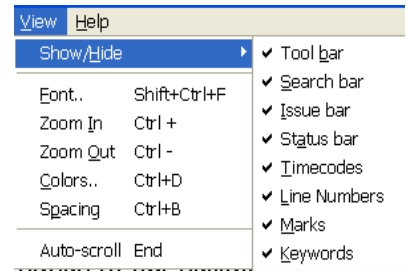 View Help
Show/Hide
Font.. Shift+Ctrl+F
Zoom In Ctrl +
Zoom Out Ctrl -
Colors.. Ctrl+D
Spacing Ctrl+B
Auto-scroll End
Tool bar
Search bar
Issue bar
Status bar
Timecodes
Line Numbers
Marks
Keywords